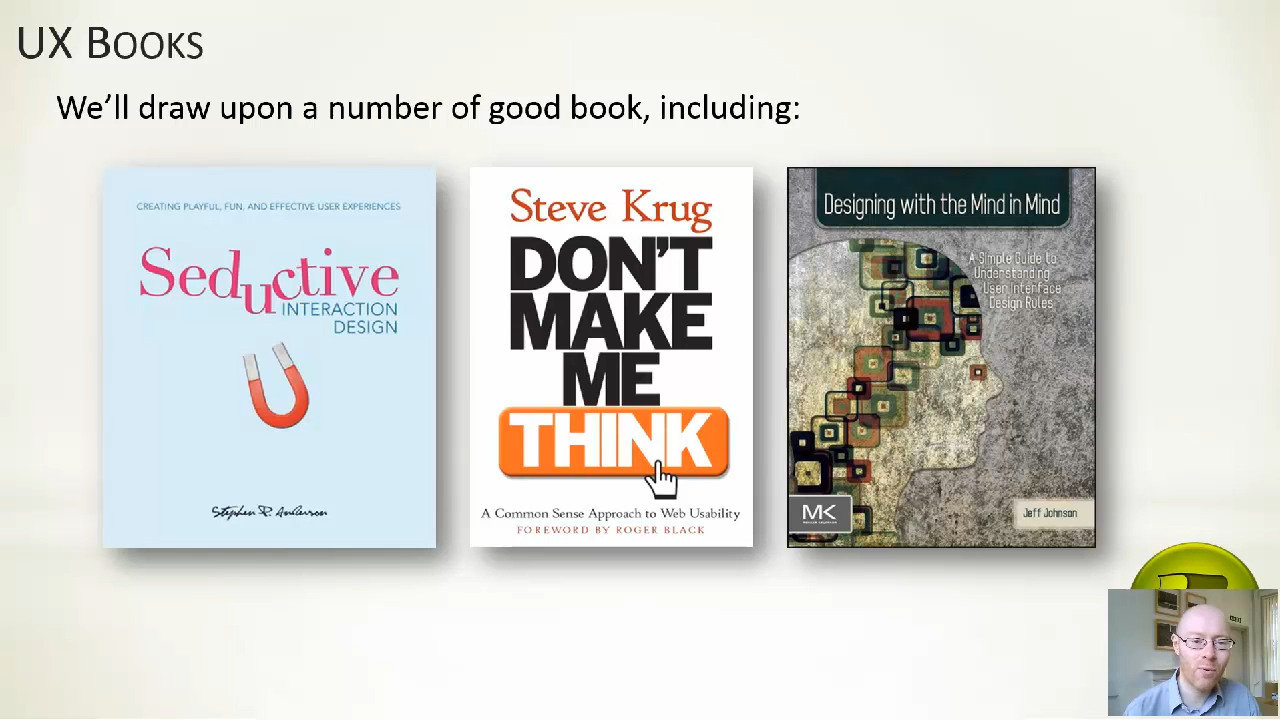 UX BOOKS
We'll draw upon a number of good book, including:
CREATING PLAYFUL, FUN, AND EFFECTIVE USER EXPERIENCES
Seductive
INTERACTION
DESIGN
Stephen P. Anderson
Steve Krug
DON'T
MAKE
ME
THINK
A Common Sense Approach to Web Usability
FOREWORD BY ROGER BLACK
Designing with the Mind in Mind
A Simple Guide to
Understanding
User Interface
Design Rules
MK
Jeff Johnson